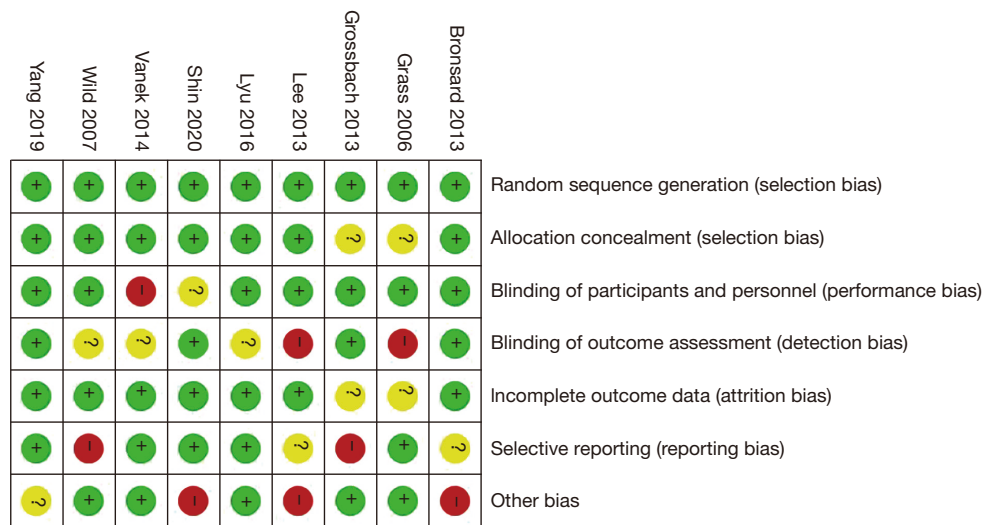 Yang 2019
Wild 2007
Vanek 2014
Shin 2020
Lyu 2016
Lee 2013
Grossbach 2013
Grass 2006
Bronsard 2013
+ + + + + + + + + Random sequence generation (selection bias)
+ + + + + + ? ? + Allocation concealment (selection bias)
+ + – ? + + + + + Blinding of participants and personnel (performance bias)
+ ? ? + ? – + – + Blinding of outcome assessment (detection bias)
+ + + + + + ? ? + Incomplete outcome data (attrition bias)
+ – + + + ? – + ? Selective reporting (reporting bias)
? + + – + – + + – Other bias